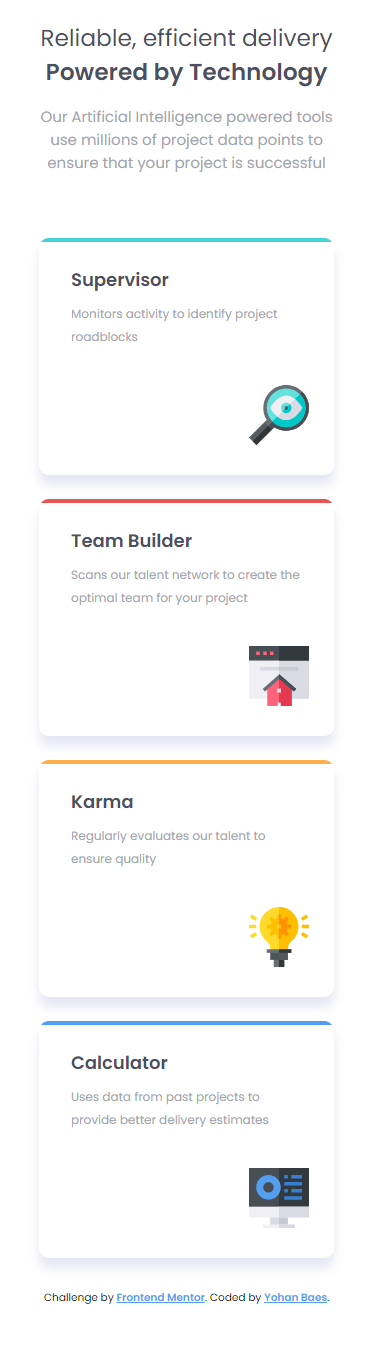 Reliable, efficient delivery
Powered by Technology
Our Artificial Intelligence powered tools
use millions of project data points to
ensure that your project is successful
Supervisor
Monitors activity to identify project
roadblocks
Team Builder
Scans our talent network to create the
optimal team for your project
Karma
Regularly evaluates our talent to
ensure quality
Calculator
Uses data from past projects to
provide better delivery estimates
Challenge by Frontend Mentor. Coded by Yohan Baes.